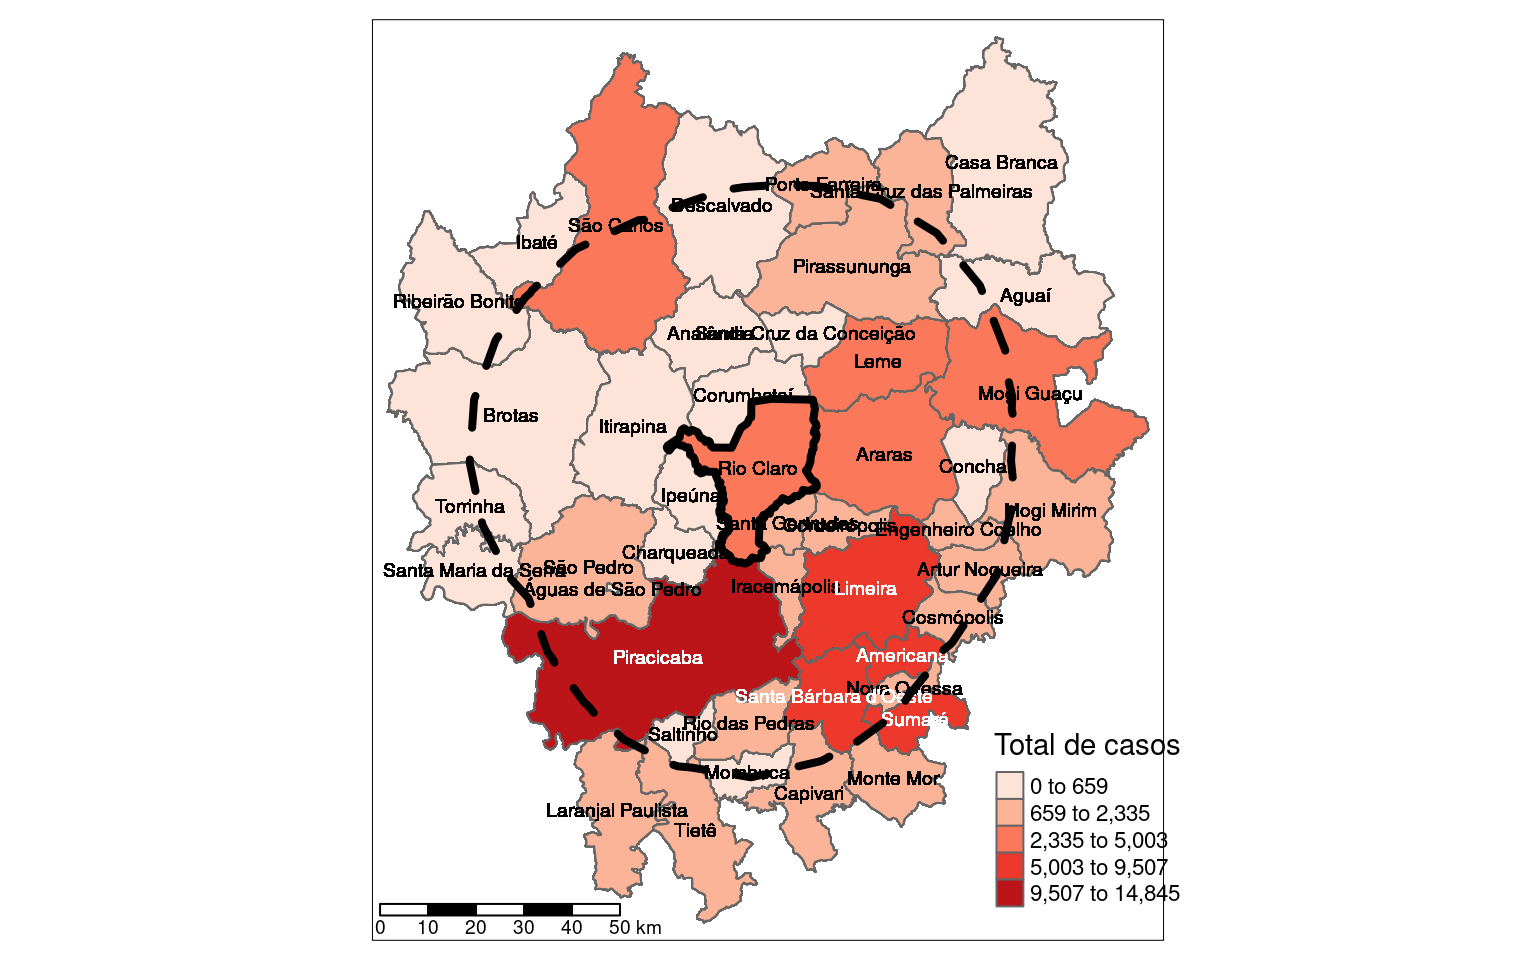 Casa Branca
Porto Ferreira
Santa Cruz das Palmeiras
Descalvado
São Carlos
Ibaté
Pirassununga
Ribeirão Bonito
Aguaí
Analândia
Santa Cruz da Conceição
Leme
Corumbataí
Mogi Guaçu
Brotas
Itirapina
Araras
Rio Claro
Conchal
Ipeúna
Torrinha
Mogi Mirim
Santa Gertrudes
Cordeirópolis
Engenheiro Coelho
Charqueada
São Pedro
Santa Maria da Serra
Artur Nogueira
Águas de São Pedro
Iracemápolis
Limeira
Cosmópolis
Piracicaba
Americana
Nova Odessa
Santa Bárbara d'Oeste
Sumaré
Rio das Pedras
Saltinho
Mombuca
Monte Mor
Capivari
Laranjal Paulista
Tietê
Total de casos
0 to 659
659 to 2,335
2,335 to 5,003
5,003 to 9,507
9,507 to 14,845
0 10 20 30 40 50 km